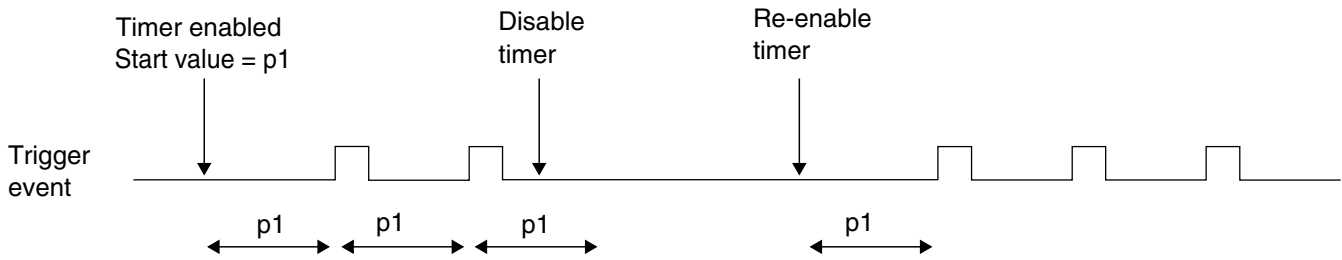 Timer enabled
Start value = p1
Disable
timer
Re-enable
timer
Trigger
event
p1
p1
p1
p1